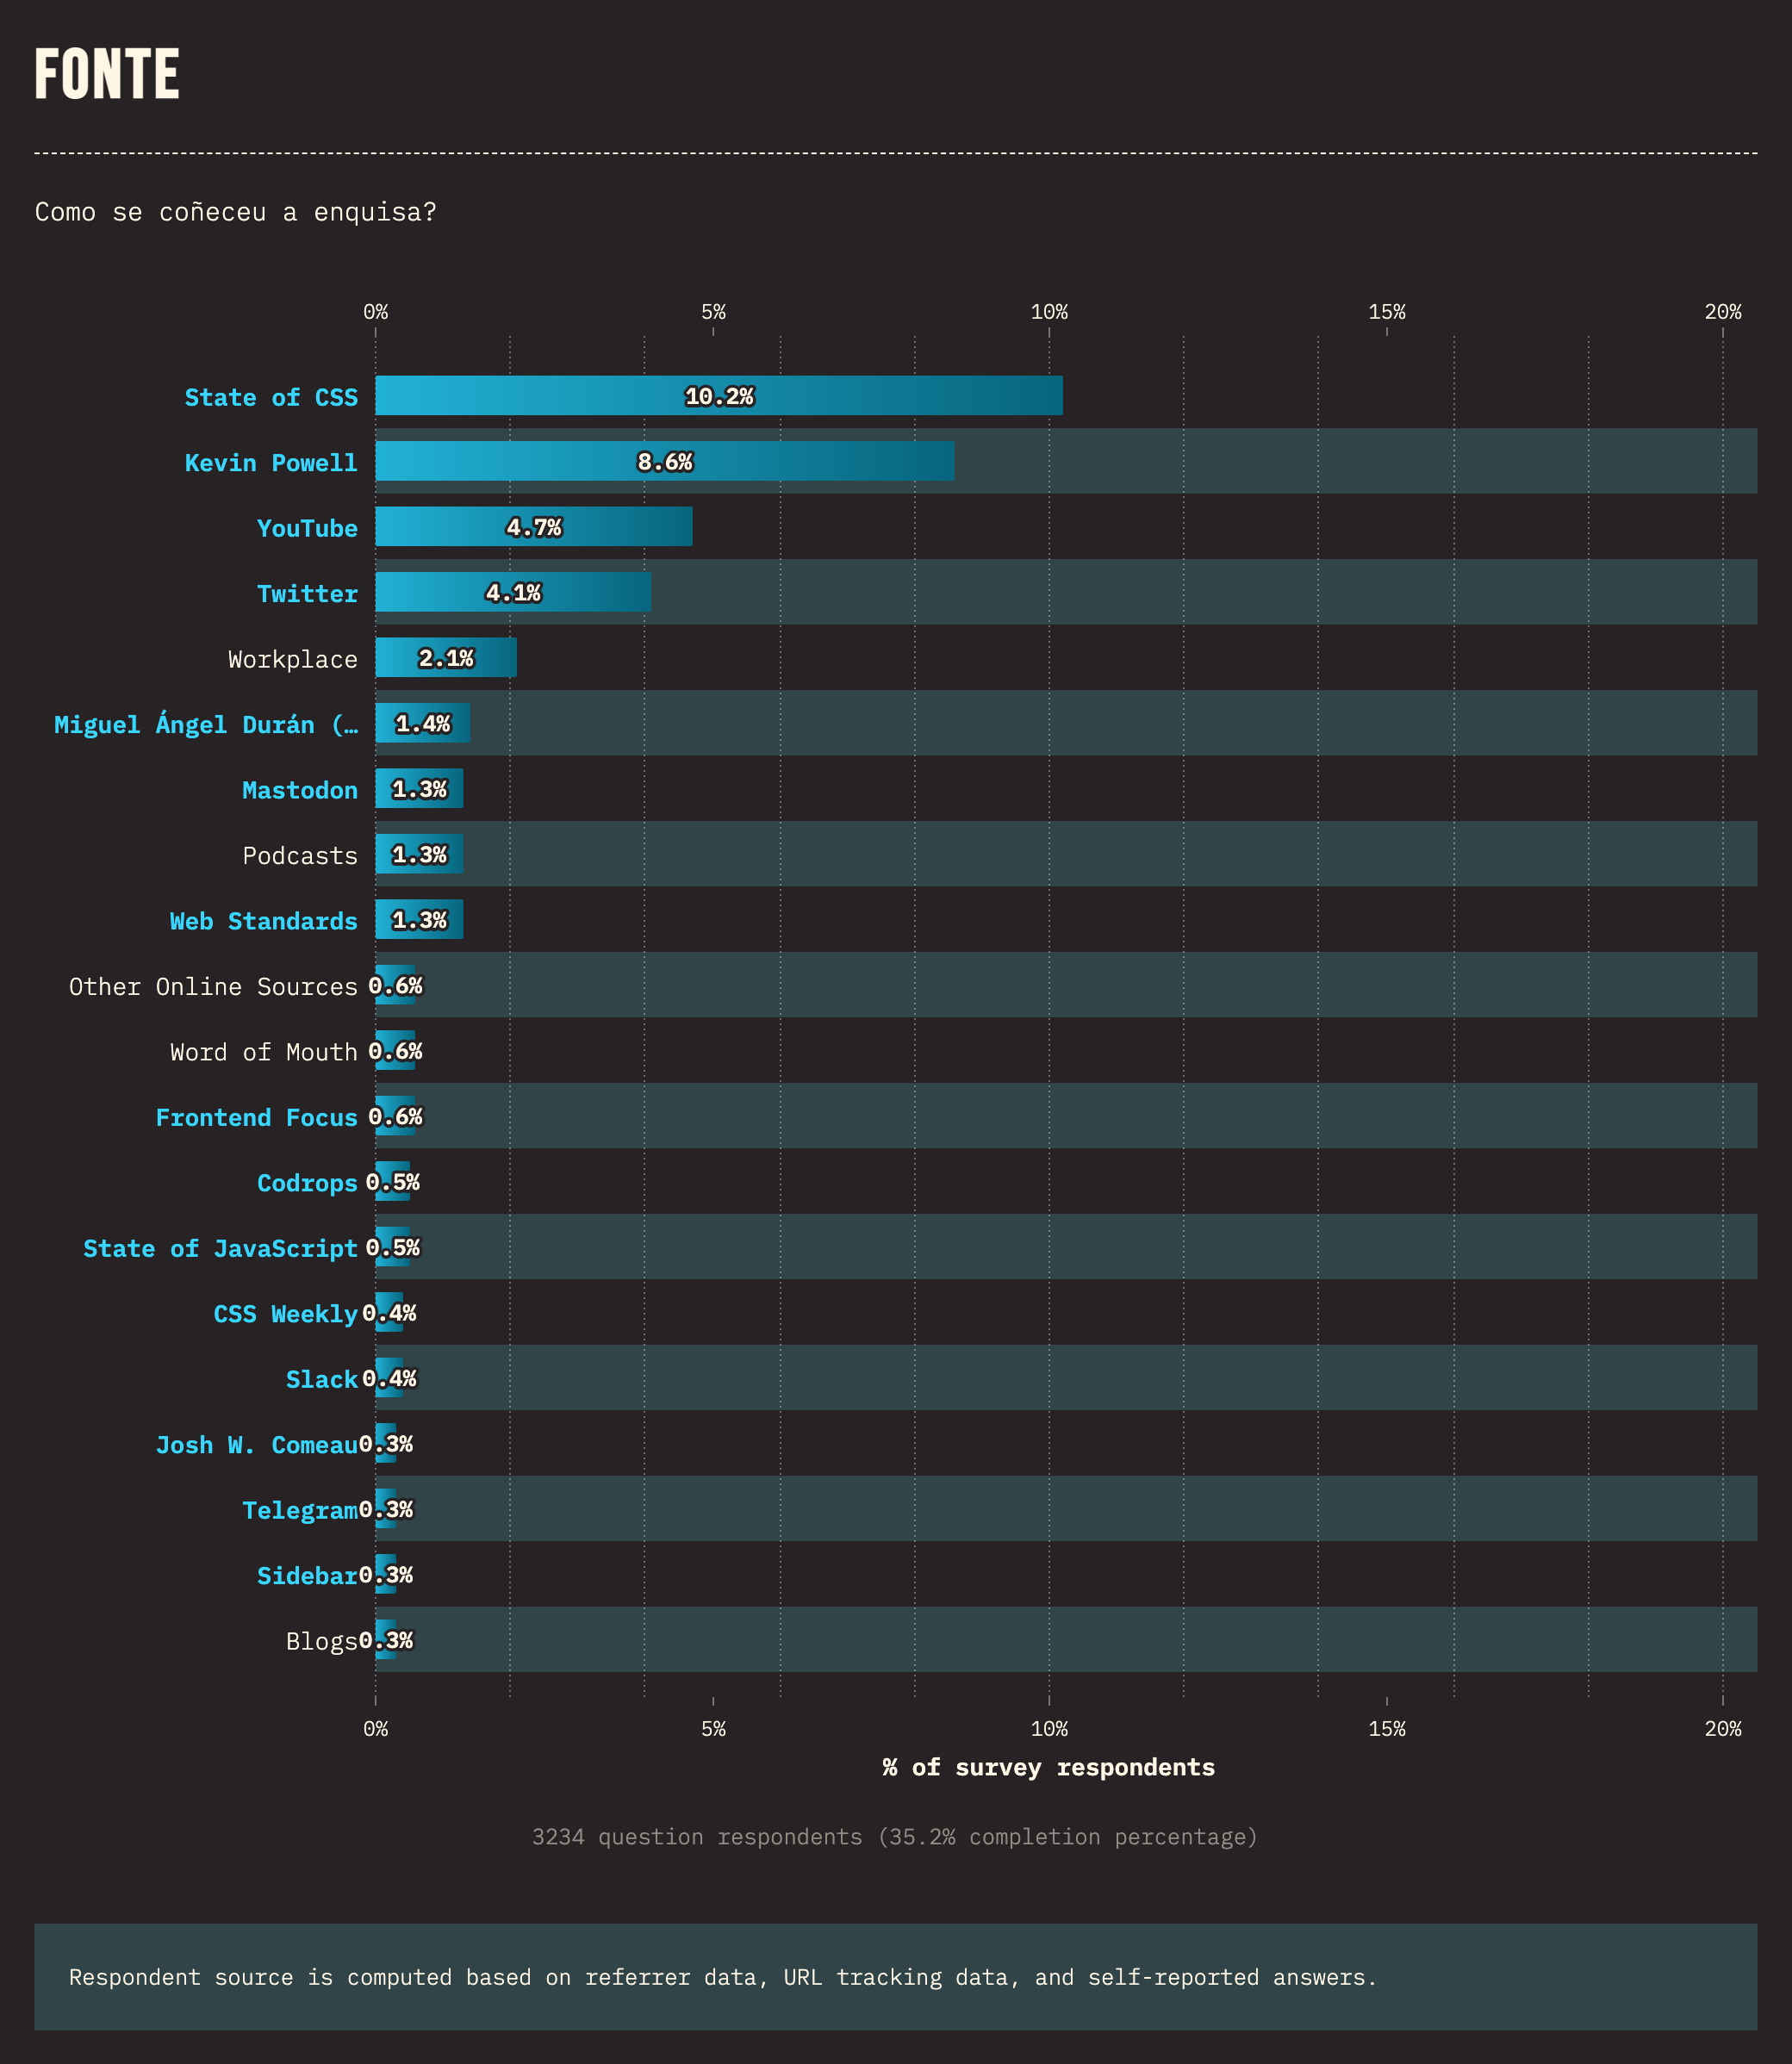 FONTE
Como se coñeceu a enquisa?
0% 5% 10% 15% 20%
State of CSS 10.2%
Kevin Powell 8.6%
YouTube 4.7%
Twitter 4.1%
Workplace 2.1%
Miguel Ángel Durán (… 1.4%
Mastodon 1.3%
Podcasts 1.3%
Web Standards 1.3%
Other Online Sources 0.6%
Word of Mouth 0.6%
Frontend Focus 0.6%
Codrops 0.5%
State of JavaScript 0.5%
CSS Weekly 0.4%
Slack 0.4%
Josh W. Comeau 0.3%
Telegram 0.3%
Sidebar 0.3%
Blogs 0.3%
0% 5% 10% 15% 20%
% of survey respondents
3234 question respondents (35.2% completion percentage)
Respondent source is computed based on referrer data, URL tracking data, and self-reported answers.